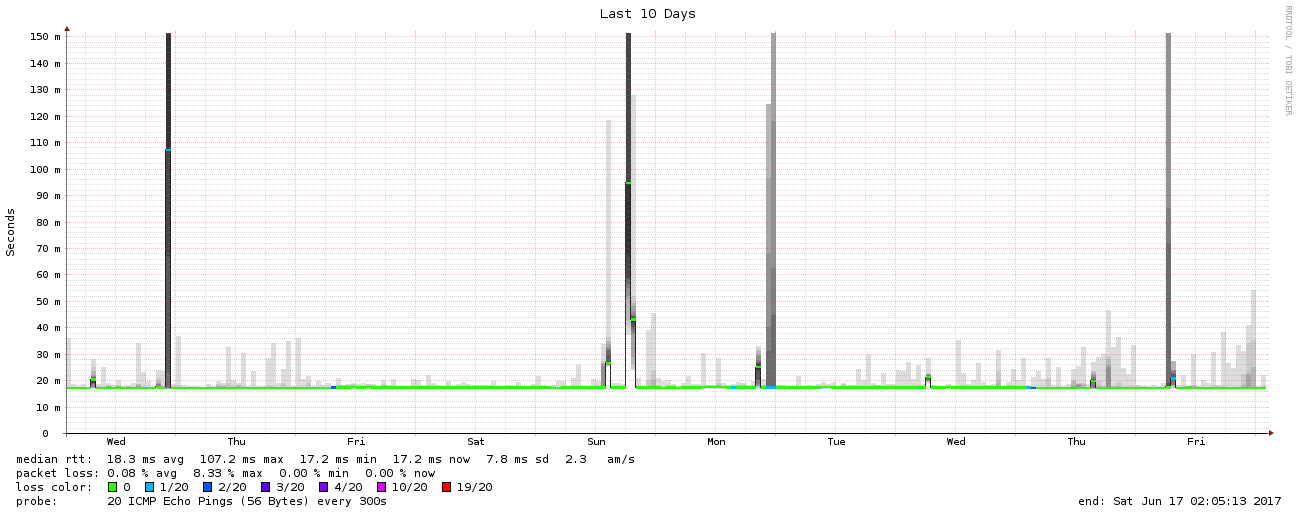 Last 10 Days
RRDTOOL / TOBI OETIKER
Seconds
150 m
140 m
130 m
120 m
110 m
100 m
90 m
80 m
70 m
60 m
50 m
40 m
30 m
20 m
10 m
0
Wed Thu Fri Sat Sun Mon Tue Wed Thu Fri
median rtt: 18.3 ms avg 107.2 ms max 17.2 ms min 17.2 ms now 7.8 ms sd 2.3 am/s
packet loss: 0.08 % avg 8.33 % max 0.00 % min 0.00 % now
loss color: 0 1/20 2/20 3/20 4/20 10/20 19/20
probe: 20 ICMP Echo Pings (56 Bytes) every 300s end: Sat Jun 17 02:05:13 2017